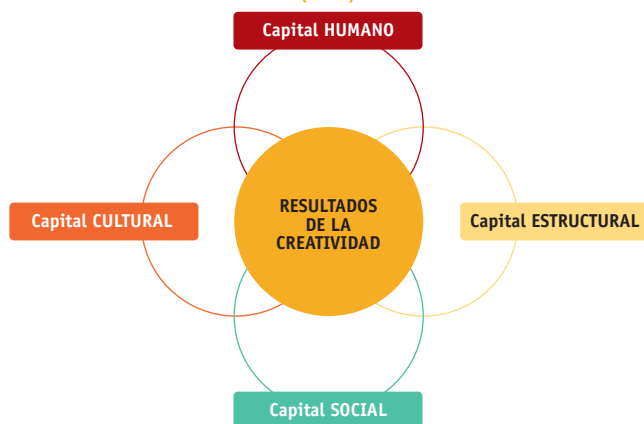 Capital HUMANO
RESULTADOS
DE LA
CREATIVIDAD
Capital CULTURAL
Capital ESTRUCTURAL
Capital SOCIAL